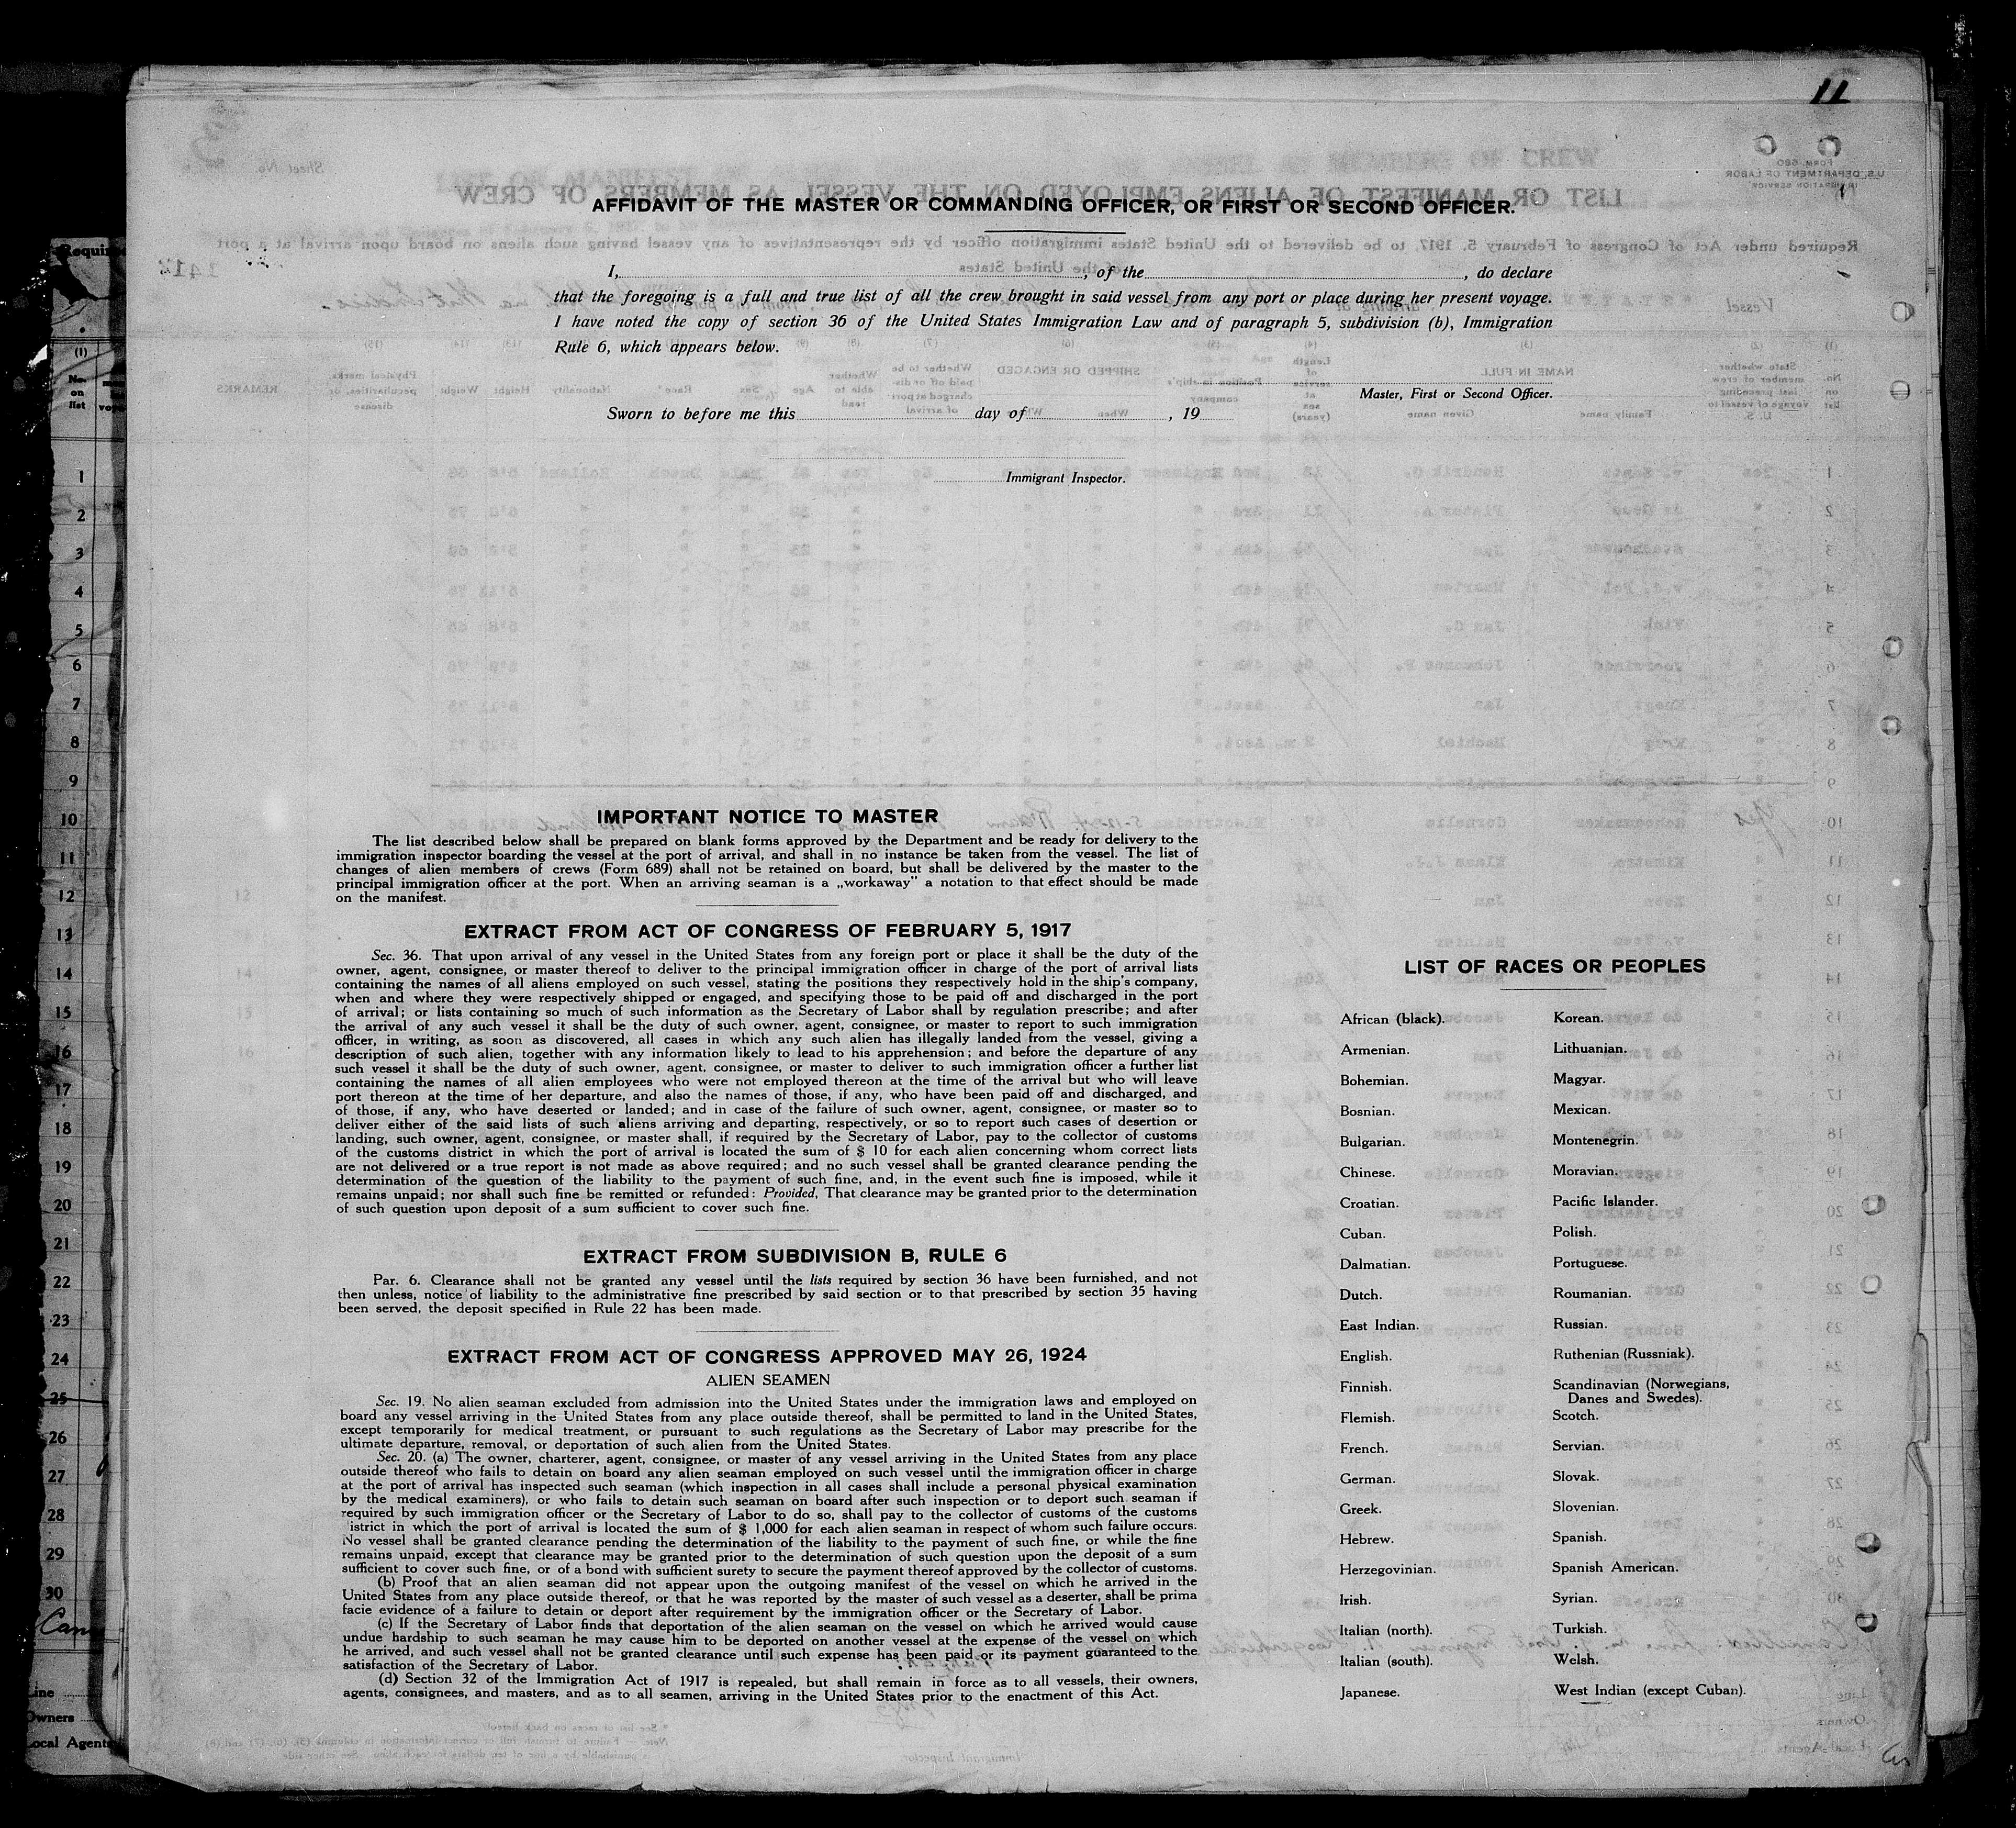 11
AFFIDAVIT OF THE MASTER OR COMMANDING OFFICER, OR FIRST OR SECOND OFFICER.
I, , of the , do declare
that the foregoing is a full and true list of all the crew brought in said vessel from any port or place during her present voyage.
I have noted the copy of section 36 of the United States Immigration Law and of paragraph 5, subdivision (b), Immigration
Rule 6, which appears below.
Master, First or Second Officer.
Sworn to before me this day of , 19
Immigrant Inspector.
IMPORTANT NOTICE TO MASTER
The list described below shall be prepared on blank forms approved by the Department and be ready for delivery to the
immigration inspector boarding the vessel at the port of arrival, and shall in no instance be taken from the vessel. The list of
changes of alien members of crews (Form 689) shall not be retained on board, but shall be delivered by the master to the
principal immigration officer at the port. When an arriving seaman is a „workaway” a notation to that effect should be made
on the manifest.
EXTRACT FROM ACT OF CONGRESS OF FEBRUARY 5, 1917
Sec. 36. That upon arrival of any vessel in the United States from any foreign port or place it shall be the duty of the
owner, agent, consignee, or master thereof to deliver to the principal immigration officer in charge of the port of arrival lists
containing the names of all aliens employed on such vessel, stating the positions they respectively hold in the ship's company,
when and where they were respectively shipped or engaged, and specifying those to be paid off and discharged in the port
of arrival; or lists containing so much of such information as the Secretary of Labor shall by regulation prescribe; and after
the arrival of any such vessel it shall be the duty of such owner, agent, consignee, or master to report to such immigration
officer, in writing, as soon as discovered, all cases in which any such alien has illegally landed from the vessel, giving a
description of such alien, together with any information likely to lead to his apprehension; and before the departure of any
such vessel it shall be the duty of such owner, agent, consignee, or master to deliver to such immigration officer a further list
containing the names of all alien employees who were not employed thereon at the time of the arrival but who will leave
port thereon at the time of her departure, and also the names of those, if any, who have been paid off and discharged, and
of those, if any, who have deserted or landed; and in case of the failure of such owner, agent, consignee, or master so to
deliver either of the said lists of such aliens arriving and departing, respectively, or so to report such cases of desertion or
landing, such owner, agent, consignee, or master shall, if required by the Secretary of Labor, pay to the collector of customs
of the customs district in which the port of arrival is located the sum of $ 10 for each alien concerning whom correct lists
are not delivered or a true report is not made as above required; and no such vessel shall be granted clearance pending the
determination of the question of the liability to the payment of such fine, and, in the event such fine is imposed, while it
remains unpaid; nor shall such fine be remitted or refunded: Provided, That clearance may be granted prior to the determination
of such question upon deposit of a sum sufficient to cover such fine.
EXTRACT FROM SUBDIVISION B, RULE 6
Par. 6. Clearance shall not be granted any vessel until the lists required by section 36 have been furnished, and not
then unless, notice of liability to the administrative fine prescribed by said section or to that prescribed by section 35 having
been served, the deposit specified in Rule 22 has been made.
EXTRACT FROM ACT OF CONGRESS APPROVED MAY 26, 1924
ALIEN SEAMEN
Sec. 19. No alien seaman excluded from admission into the United States under the immigration laws and employed on
board any vessel arriving in the United States from any place outside thereof, shall be permitted to land in the United States,
except temporarily for medical treatment, or pursuant to such regulations as the Secretary of Labor may prescribe for the
ultimate departure, removal, or deportation of such alien from the United States.
Sec. 20. (a) The owner, charterer, agent, consignee, or master of any vessel arriving in the United States from any place
outside thereof who fails to detain on board any alien seaman employed on such vessel until the immigration officer in charge
at the port of arrival has inspected such seaman (which inspection in all cases shall include a personal physical examination
by the medical examiners), or who fails to detain such seaman on board after such inspection or to deport such seaman if
required by such immigration officer or the Secretary of Labor to do so, shall pay to the collector of customs of the customs
istrict in which the port of arrival is located the sum of $ 1,000 for each alien seaman in respect of whom such failure occurs.
No vessel shall be granted clearance pending the determination of the liability to the payment of such fine, or while the fine
remains unpaid, except that clearance may be granted prior to the determination of such question upon the deposit of a sum
sufficient to cover such fine, or of a bond with sufficient surety to secure the payment thereof approved by the collector of customs.
(b) Proof that an alien seaman did not appear upon the outgoing manifest of the vessel on which he arrived in the
United States from any place outside thereof, or that he was reported by the master of such vessel as a deserter, shall be prima
facie evidence of a failure to detain or deport after requirement by the immigration officer or the Secretary of Labor.
(c) If the Secretary of Labor finds that deportation of the alien seaman on the vessel on which he arrived would cause
undue hardship to such seaman he may cause him to be deported on another vessel at the expense of the vessel on which
he arrived, and such vessel shall not be granted clearance until such expense has been paid or its payment guaranteed to the
satisfaction of the Secretary of Labor.
(d) Section 32 of the Immigration Act of 1917 is repealed, but shall remain in force as to all vessels, their owners,
agents, consignees, and masters, and as to all seamen, arriving in the United States prior to the enactment of this Act.
LIST OF RACES OR PEOPLES
African (black).
Armenian.
Bohemian.
Bosnian.
Bulgarian.
Chinese.
Croatian.
Cuban.
Dalmatian.
Dutch.
East Indian.
English.
Finnish.
Flemish.
French.
German.
Greek.
Hebrew.
Herzegovinian.
Irish.
Italian (north).
Italian (south).
Japanese.
Korean.
Lithuanian.
Magyar.
Mexican.
Montenegrin.
Moravian.
Pacific Islander.
Polish.
Portuguese.
Roumanian.
Russian.
Ruthenian (Russniak).
Scandinavian (Norwegians,
Danes and Swedes).
Scotch.
Servian.
Slovak.
Slovenian.
Spanish.
Spanish American.
Syrian.
Turkish.
Welsh.
West Indian (except Cuban).
(1)
No.
on
list
1
2
3
4
5
6
7
8
9
10
11
12
13
14
15
16
17
18
19
20
21
22
23
24
25
26
27
28
29
30
Line
Owners
Local Agents